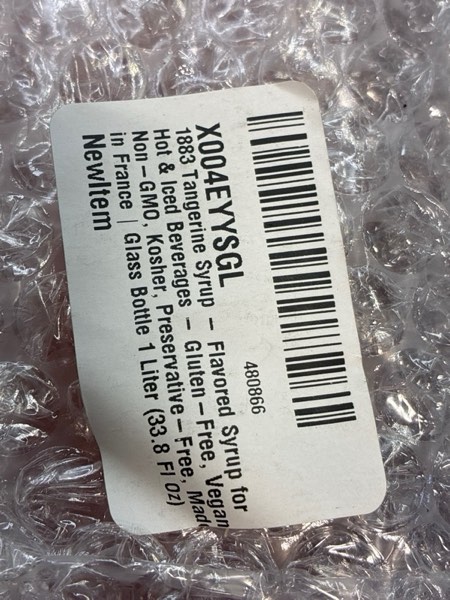 480866
X004EYYSGL
1883 Tangerine Syrup - Flavored Syrup for
Hot & Iced Beverages - Gluten-Free, Vegan
Non-GMO, Kosher, Preservative-Free, Made
in France | Glass Bottle 1 Liter (33.8 Fl Oz)
NewItem